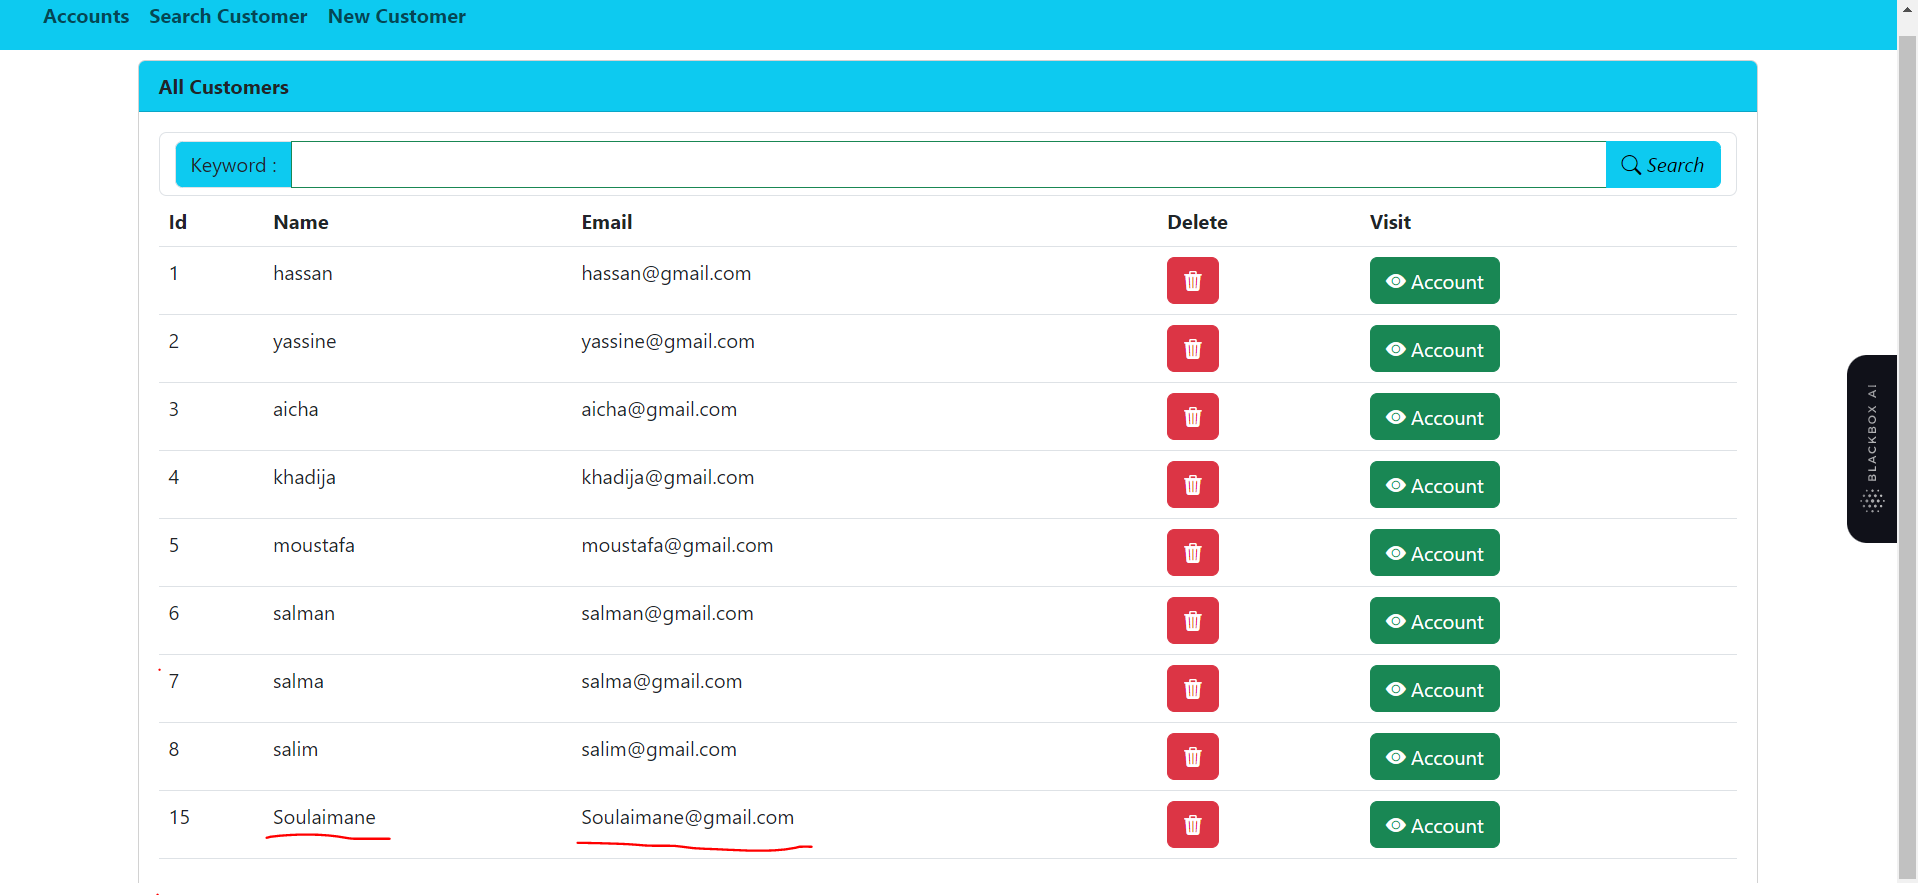 Accounts Search Customer New Customer
All Customers
Keyword : Search
Id Name Email Delete Visit
1 hassan hassan@gmail.com Account
2 yassine yassine@gmail.com Account
3 aicha aicha@gmail.com Account
4 khadija khadija@gmail.com Account
5 moustafa moustafa@gmail.com Account
6 salman salman@gmail.com Account
7 salma salma@gmail.com Account
8 salim salim@gmail.com Account
15 Soulaimane Soulaimane@gmail.com Account
BLACKBOX AI